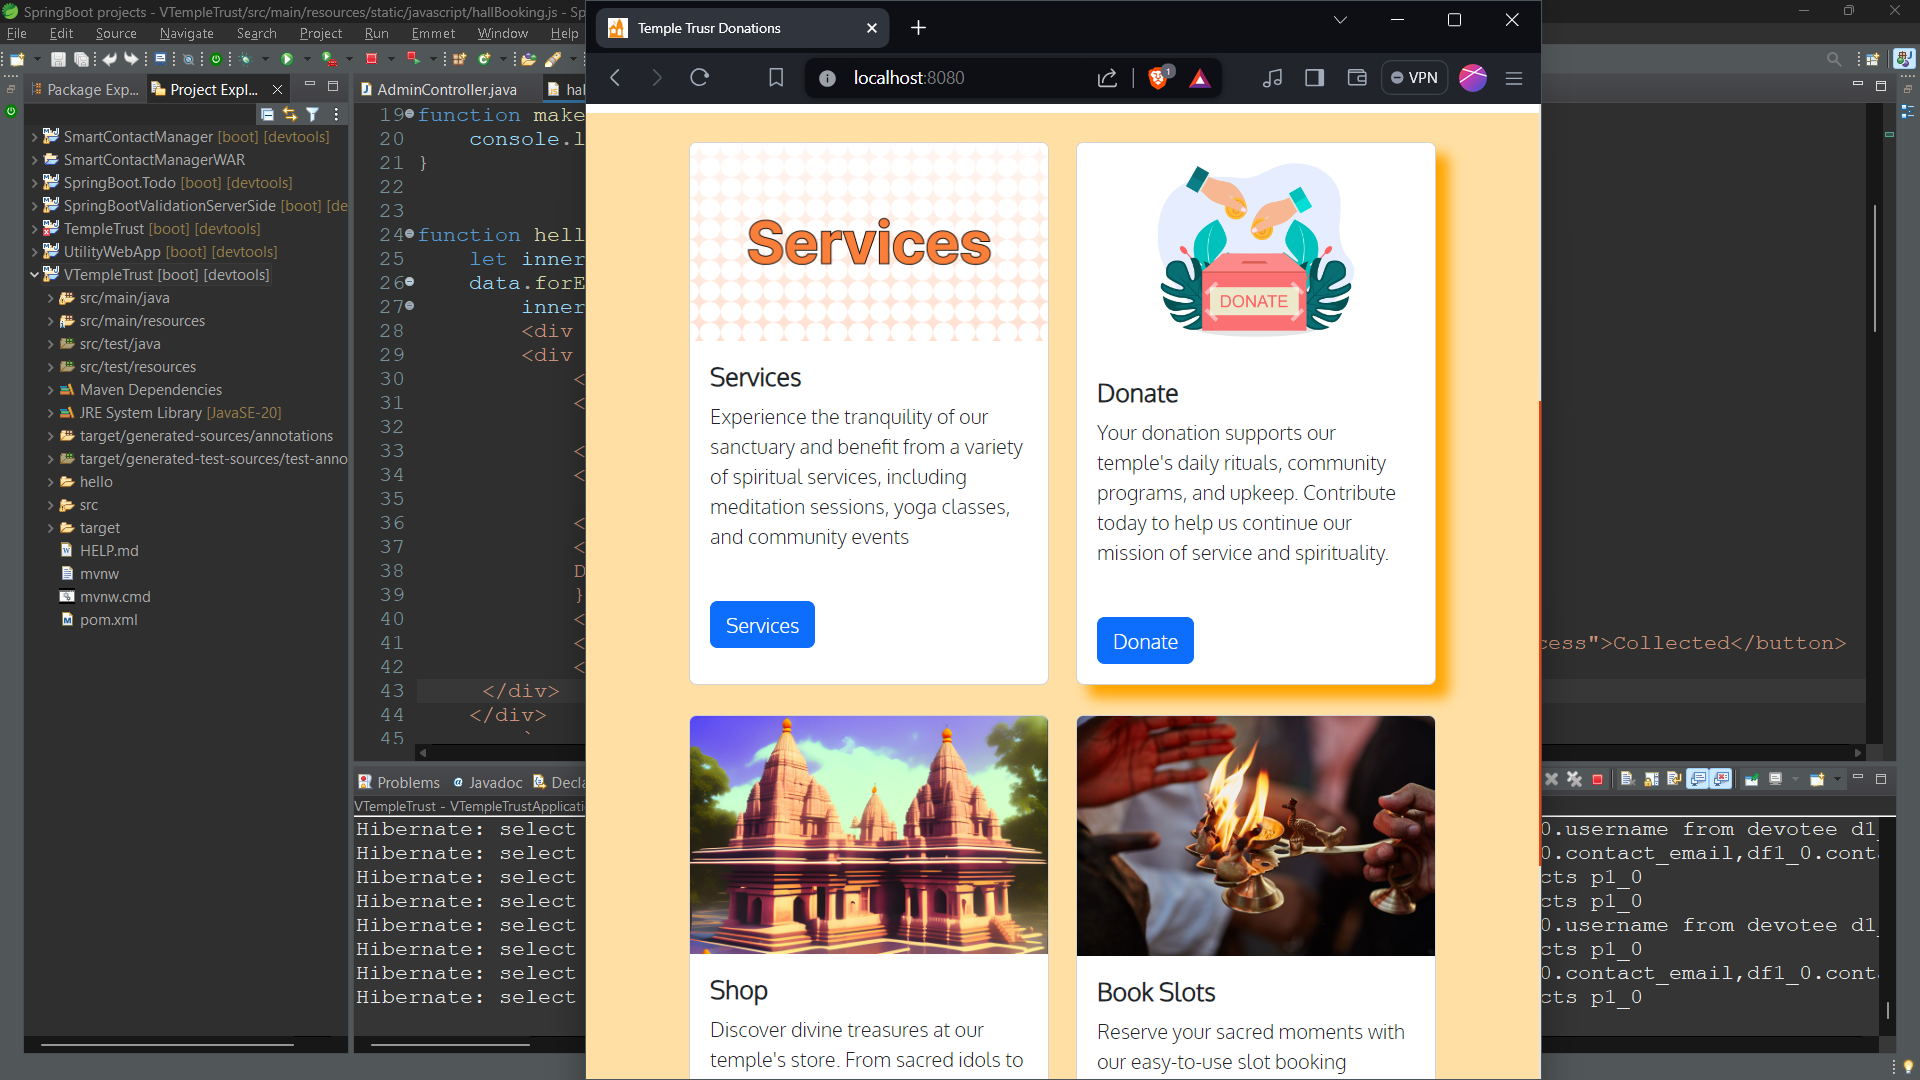 SpringBoot projects - VTempleTrust/src/main/resources/static/javascript/hallBooking.js - Sp
File Edit Source Navigate Search Project Run Emmet Window Help
Package Exp... Project Expl...
SmartContactManager [boot] [devtools]
SmartContactManagerWAR
SpringBoot.Todo [boot] [devtools]
SpringBootValidationServerSide [boot] [de
TempleTrust [boot] [devtools]
UtilityWebApp [boot] [devtools]
VTempleTrust [boot] [devtools]
src/main/java
src/main/resources
src/test/java
src/test/resources
Maven Dependencies
JRE System Library [JavaSE-20]
target/generated-sources/annotations
target/generated-test-sources/test-anno
hello
src
target
HELP.md
mvnw
mvnw.cmd
pom.xml
AdminController.java hal
19 function make
20 console.l
21 }
22
23
24 function hell
25 let inner
26 data.forE
27 inner
28 <div
29 <div
30 <
31 <
32
33 <
34 <
35
36 <
37 <
38 D
39 }
40 <
41 <
42 <
43 </div>
44 </div>
45 `
cess">Collected</button>
Problems Javadoc Decla
VTempleTrust - VTempleTrustApplicati
Hibernate: select
Hibernate: select
Hibernate: select
Hibernate: select
Hibernate: select
Hibernate: select
Hibernate: select
Hibernate: select
0.username from devotee d1_
0.contact_email,df1_0.conta
cts p1_0
cts p1_0
0.username from devotee d1_
cts p1_0
0.contact_email,df1_0.conta
cts p1_0
Temple Trusr Donations
localhost:8080
1
VPN
Services
Services
Experience the tranquility of our
sanctuary and benefit from a variety
of spiritual services, including
meditation sessions, yoga classes,
and community events
Services
DONATE
Donate
Your donation supports our
temple's daily rituals, community
programs, and upkeep. Contribute
today to help us continue our
mission of service and spirituality.
Donate
Shop
Discover divine treasures at our
temple's store. From sacred idols to
Book Slots
Reserve your sacred moments with
our easy-to-use slot booking